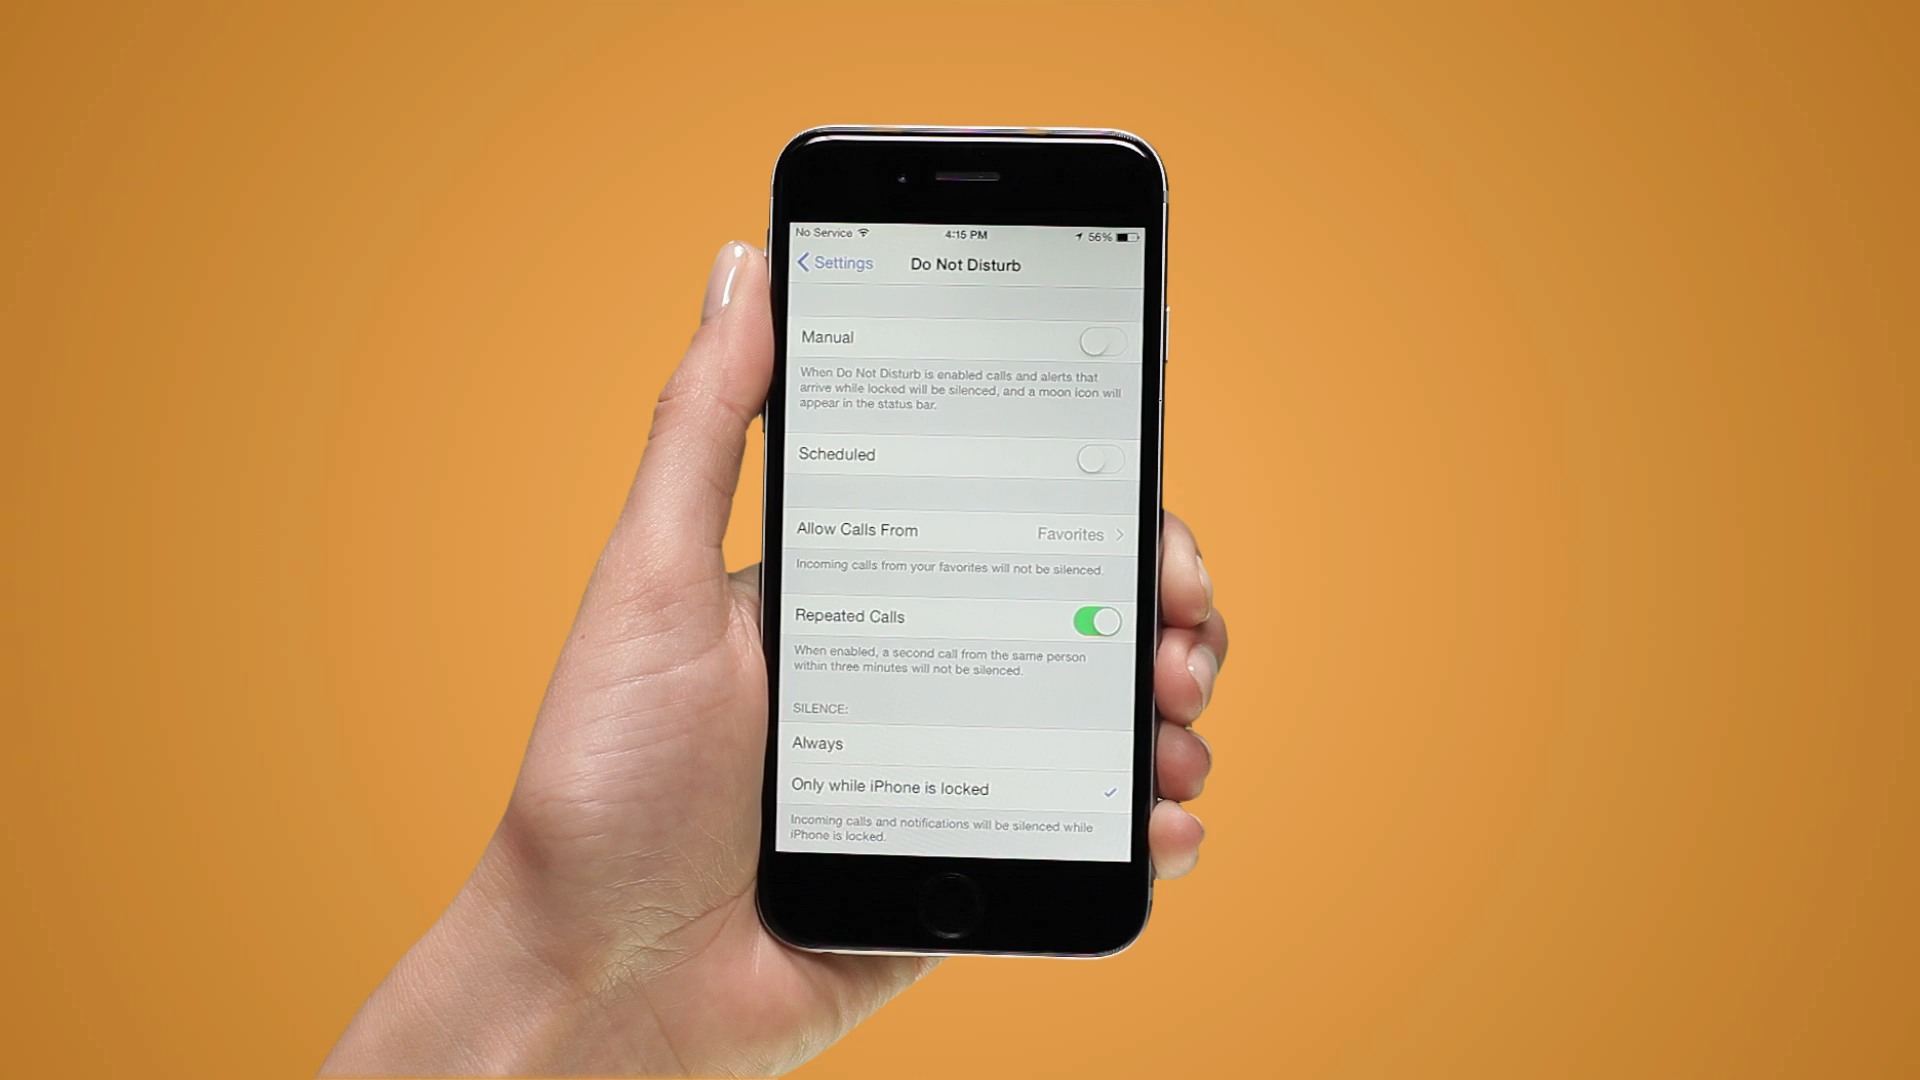 No Service 4:15 PM 56%
Settings Do Not Disturb
Manual
When Do Not Disturb is enabled calls and alerts that
arrive while locked will be silenced, and a moon icon will
appear in the status bar.
Scheduled
Allow Calls From Favorites
Incoming calls from your favorites will not be silenced.
Repeated Calls
When enabled, a second call from the same person
within three minutes will not be silenced.
SILENCE:
Always
Only while iPhone is locked
Incoming calls and notifications will be silenced while
iPhone is locked.